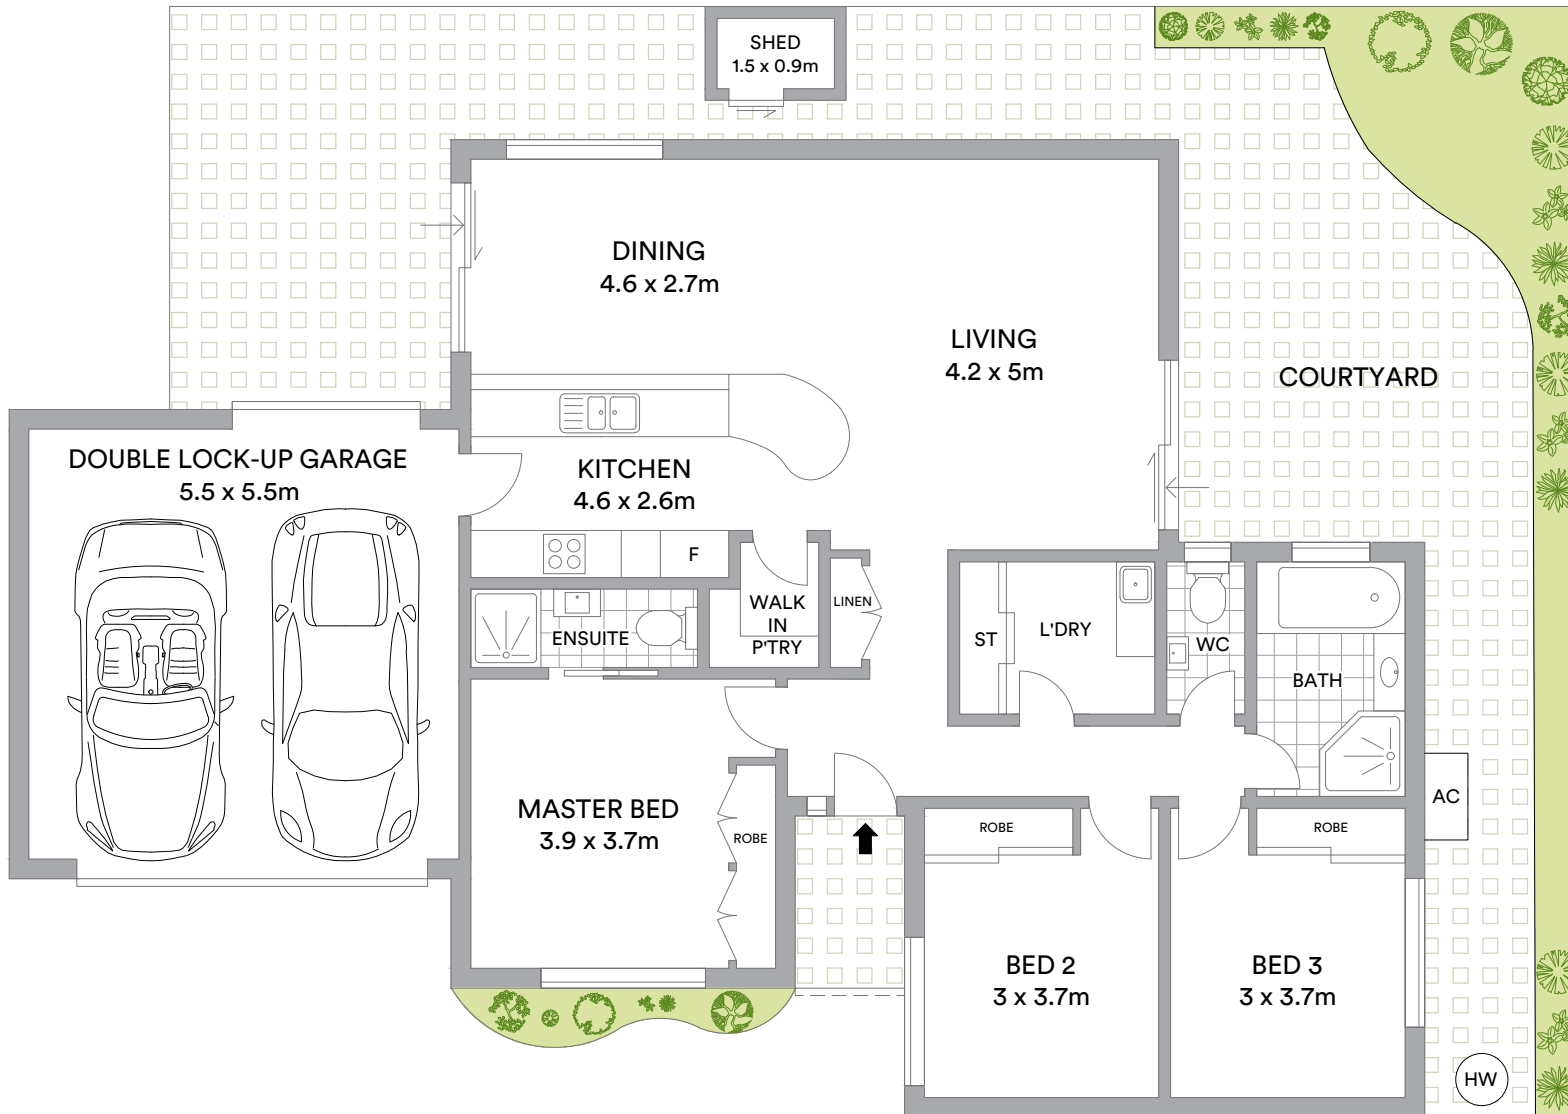 SHED
1.5 x 0.9m
DINING
4.6 x 2.7m
LIVING
4.2 x 5m
COURTYARD
DOUBLE LOCK-UP GARAGE
5.5 x 5.5m
KITCHEN
4.6 x 2.6m
F
WALK
IN
P'TRY
LINEN
ENSUITE
ST
L'DRY
WC
BATH
MASTER BED
3.9 x 3.7m
ROBE
ROBE
ROBE
AC
BED 2
3 x 3.7m
BED 3
3 x 3.7m
HW